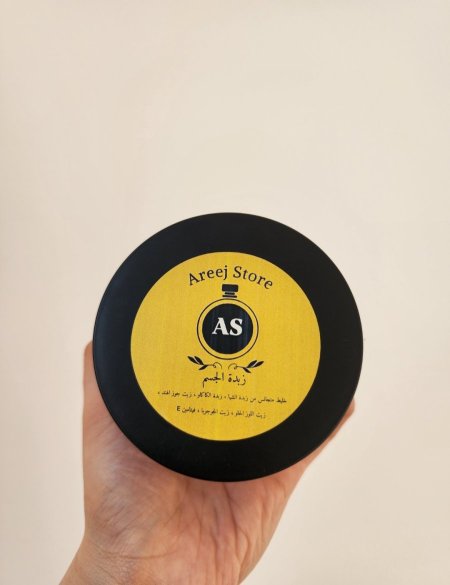 Areej Store
AS
زبدة الجسم
خليط متجانس من زبدة الشيا ، زبدة الكاكاو ، زيت جوز الهند ،
زيت اللوز الحلو ، زيت الجوجوبا ، فيتامين E